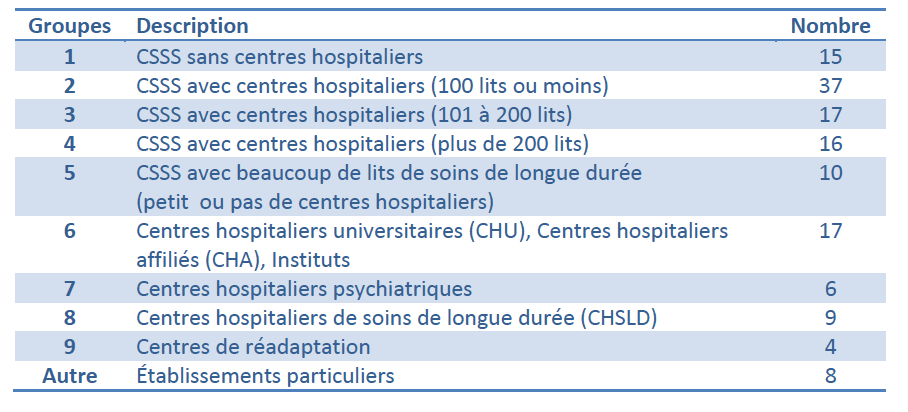 Groupes Description Nombre
1 CSSS sans centres hospitaliers 15
2 CSSS avec centres hospitaliers (100 lits ou moins) 37
3 CSSS avec centres hospitaliers (101 à 200 lits) 17
4 CSSS avec centres hospitaliers (plus de 200 lits) 16
5 CSSS avec beaucoup de lits de soins de longue durée 10
(petit ou pas de centres hospitaliers)
6 Centres hospitaliers universitaires (CHU), Centres hospitaliers 17
affiliés (CHA), Instituts
7 Centres hospitaliers psychiatriques 6
8 Centres hospitaliers de soins de longue durée (CHSLD) 9
9 Centres de réadaptation 4
Autre Établissements particuliers 8